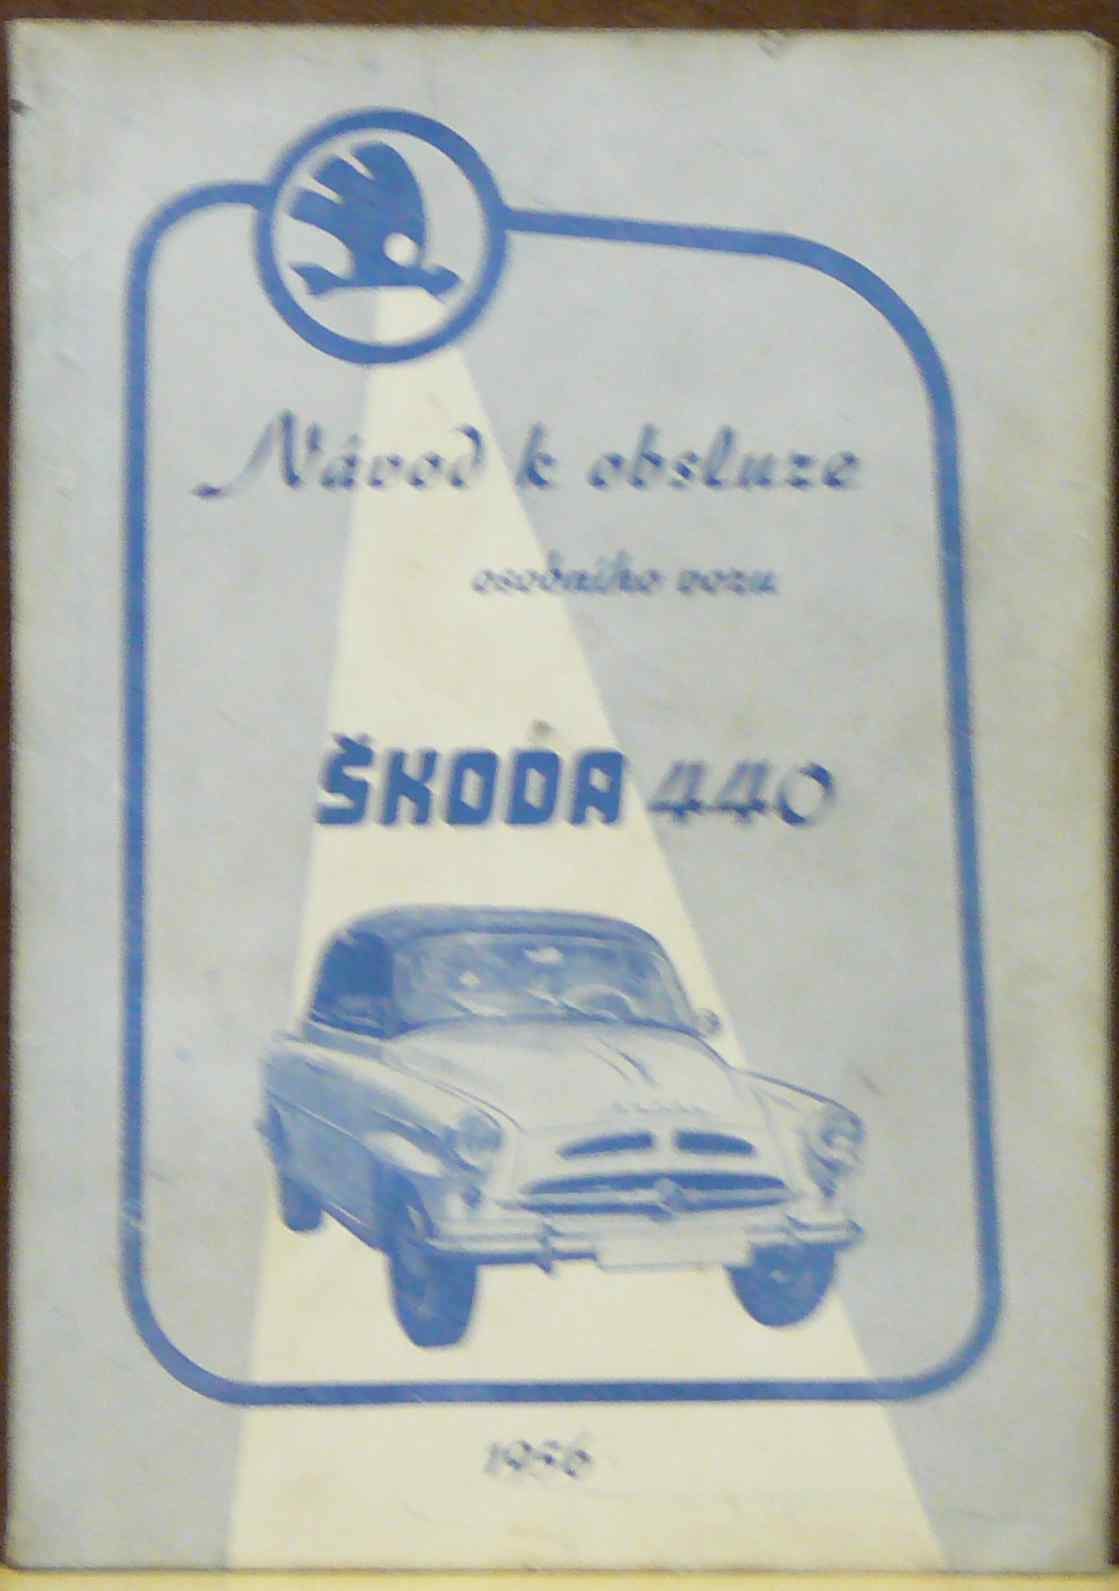 Návod k obsluze
osobního vozu
ŠKODA 440
1956